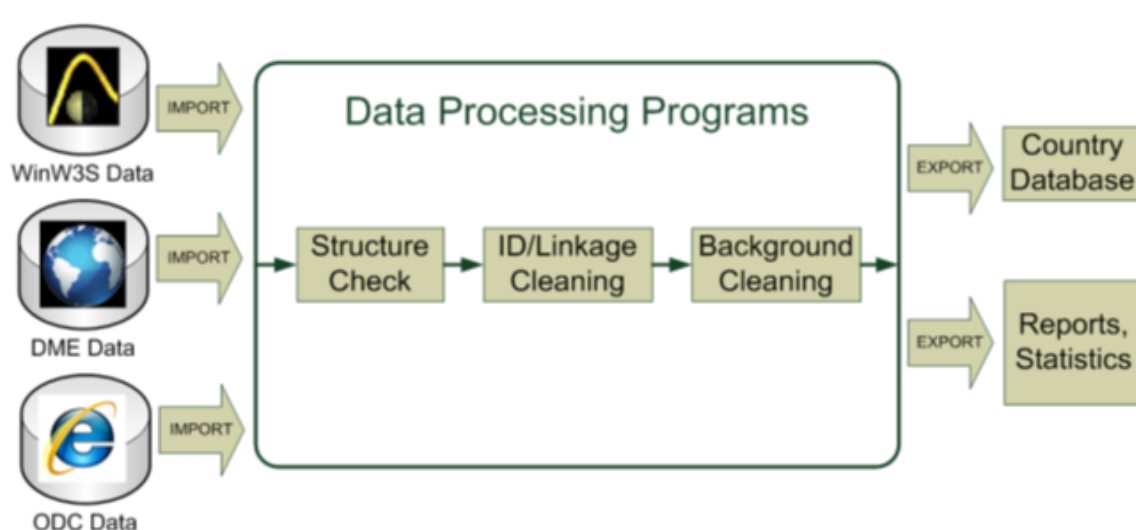 IMPORT
WinW3S Data
IMPORT
DME Data
IMPORT
ODC Data
Data Processing Programs
Structure
Check
ID/Linkage
Cleaning
Background
Cleaning
EXPORT
Country
Database
EXPORT
Reports,
Statistics